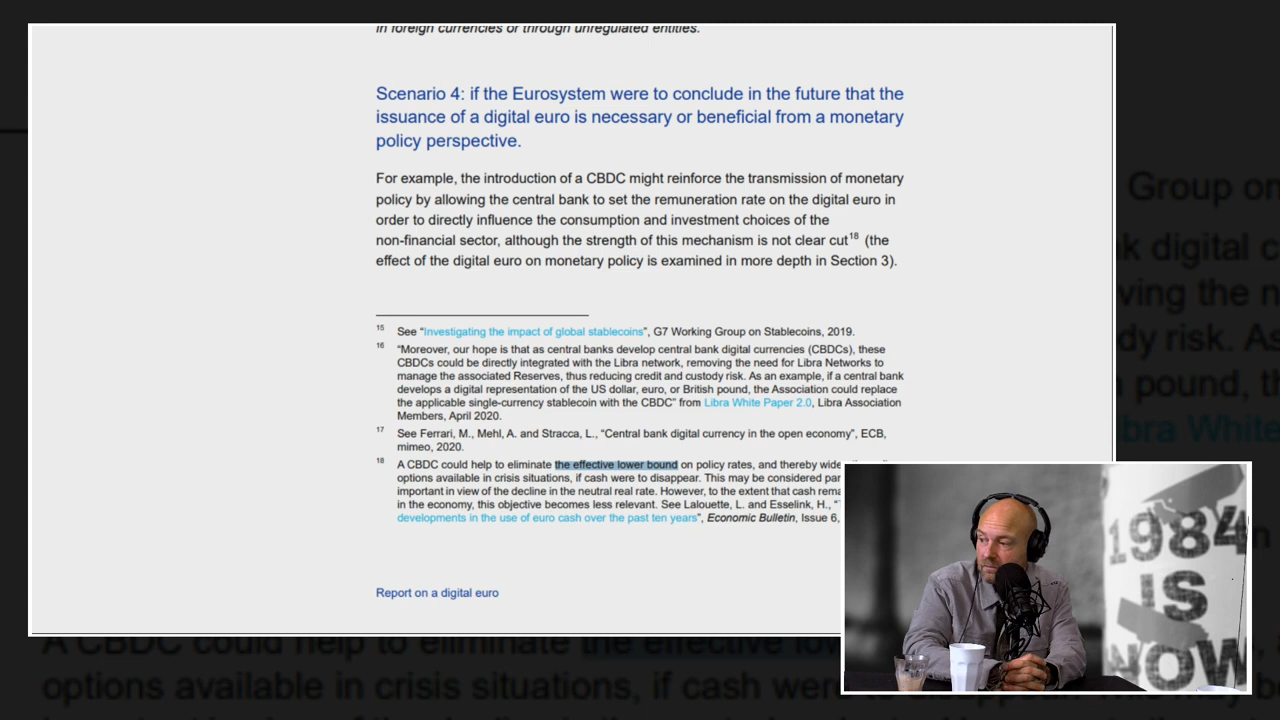 in foreign currencies or through unregulated entities.
Scenario 4: if the Eurosystem were to conclude in the future that the
issuance of a digital euro is necessary or beneficial from a monetary
policy perspective.
For example, the introduction of a CBDC might reinforce the transmission of monetary
policy by allowing the central bank to set the remuneration rate on the digital euro in
order to directly influence the consumption and investment choices of the
non-financial sector, although the strength of this mechanism is not clear cut18 (the
effect of the digital euro on monetary policy is examined in more depth in Section 3).
15 See “Investigating the impact of global stablecoins”, G7 Working Group on Stablecoins, 2019.
16 “Moreover, our hope is that as central banks develop central bank digital currencies (CBDCs), these
CBDCs could be directly integrated with the Libra network, removing the need for Libra Networks to
manage the associated Reserves, thus reducing credit and custody risk. As an example, if a central bank
develops a digital representation of the US dollar, euro, or British pound, the Association could replace
the applicable single-currency stablecoin with the CBDC” from Libra White Paper 2.0, Libra Association
Members, April 2020.
17 See Ferrari, M., Mehl, A. and Stracca, L., “Central bank digital currency in the open economy”, ECB,
mimeo, 2020.
18 A CBDC could help to eliminate the effective lower bound on policy rates, and thereby wide
options available in crisis situations, if cash were to disappear. This may be considered par
important in view of the decline in the neutral real rate. However, to the extent that cash rema
in the economy, this objective becomes less relevant. See Lalouette, L. and Esselink, H., “
developments in the use of euro cash over the past ten years”, Economic Bulletin, Issue 6,
Report on a digital euro
1984
IS
NOW
Group on
nk digital c
ving the n
dy risk. As
pound, th
ibra White
A CBDC could help to eliminate the effective low
options available in crisis situations, if cash were